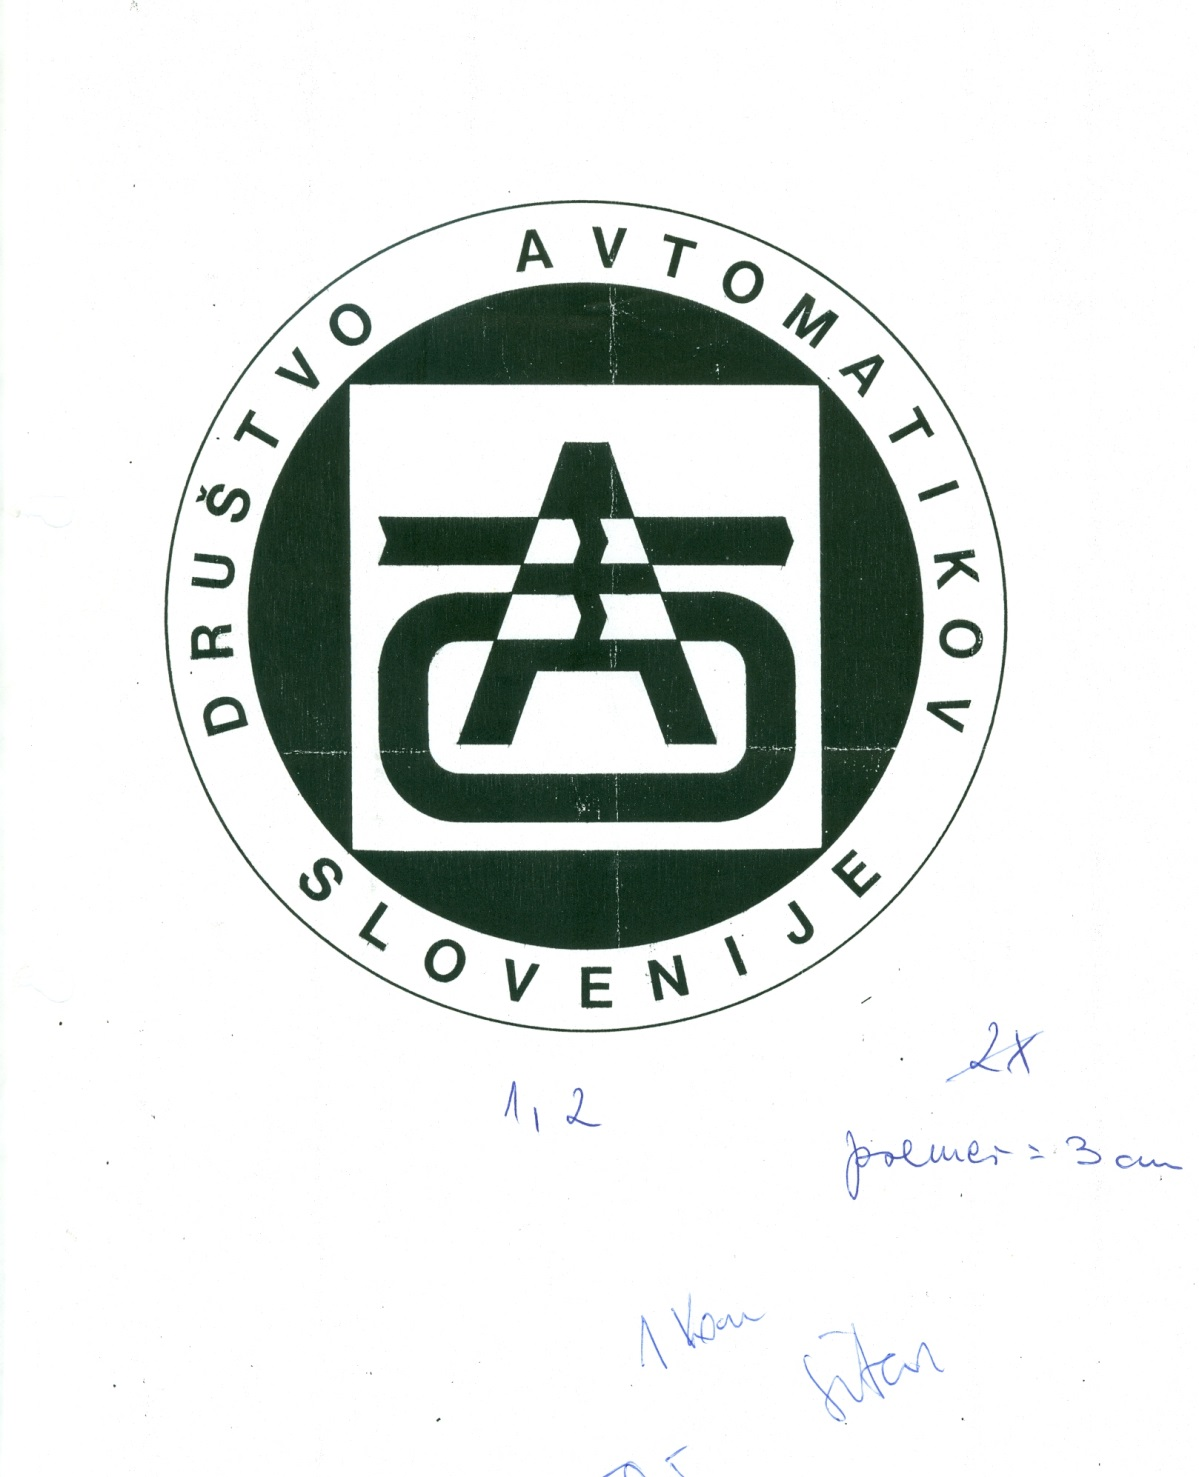 DRUŠTVO AVTOMATIKOV
SLOVENIJE
2X
1,2
polmer = 3 cm
1 kom